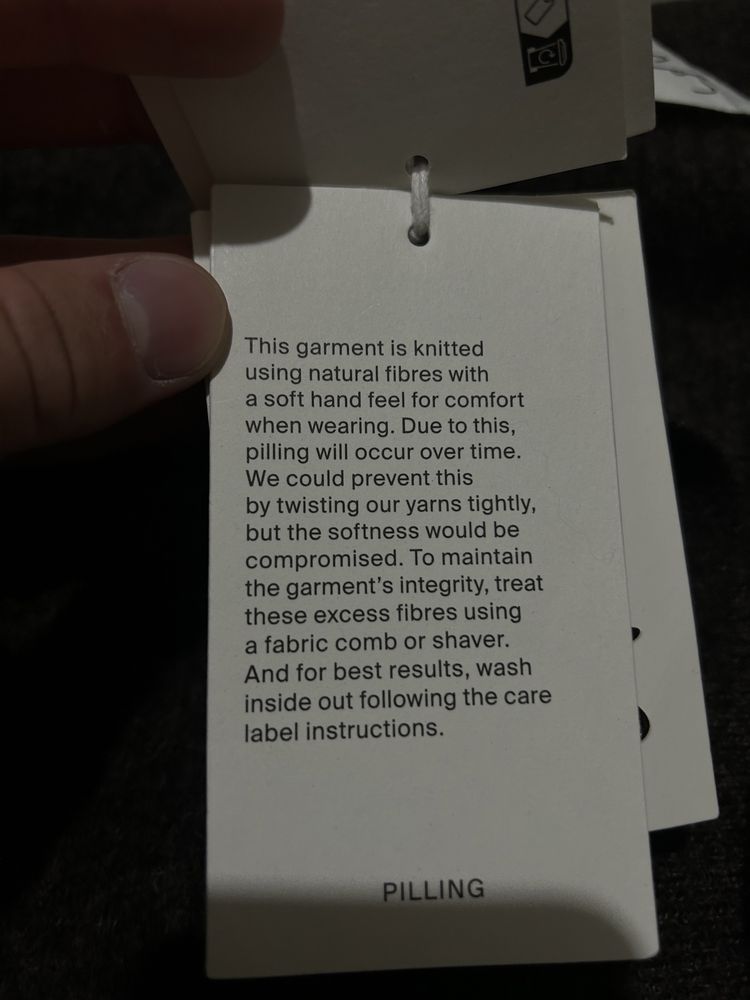 This garment is knitted
using natural fibres with
a soft hand feel for comfort
when wearing. Due to this,
pilling will occur over time.
We could prevent this
by twisting our yarns tightly,
but the softness would be
compromised. To maintain
the garment's integrity, treat
these excess fibres using
a fabric comb or shaver.
And for best results, wash
inside out following the care
label instructions.
PILLING